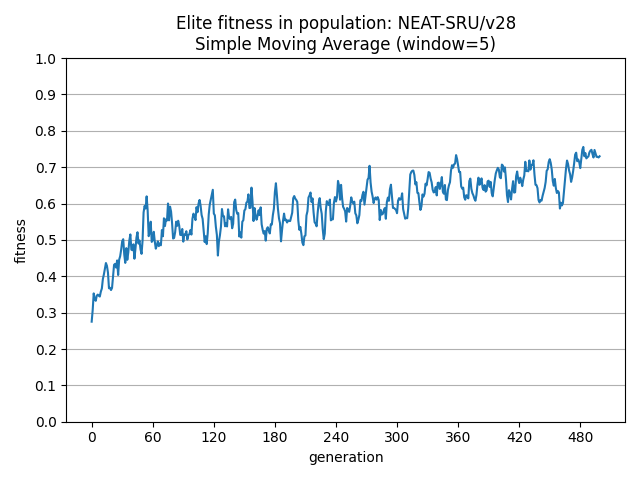 Elite fitness in population: NEAT-SRU/v28
Simple Moving Average (window=5)
1.0
0.9
0.8
0.7
0.6
0.5
0.4
0.3
0.2
0.1
0.0
fitness
0 60 120 180 240 300 360 420 480
generation